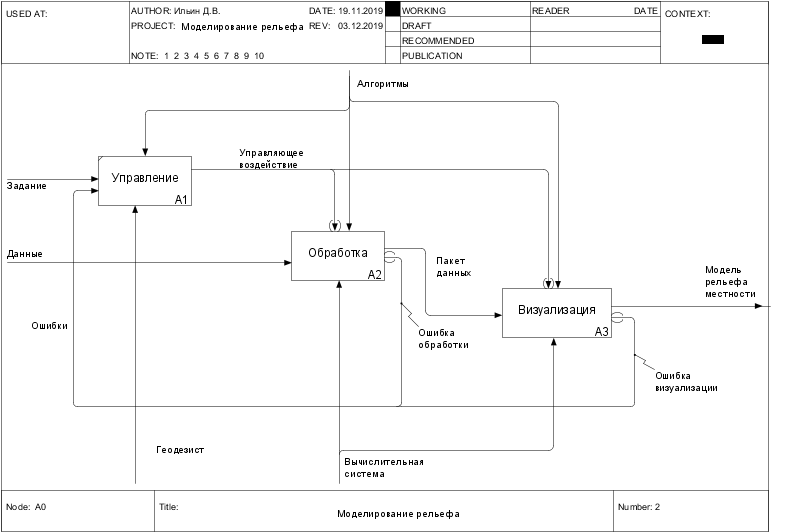 USED AT:
AUTHOR: Ильин Д.В.
DATE: 19.11.2019
WORKING
READER
DATE
CONTEXT:
PROJECT: Моделирование рельефа
REV: 03.12.2019
DRAFT
RECOMMENDED
NOTE: 1 2 3 4 5 6 7 8 9 10
PUBLICATION
Алгоритмы
Управляющее
воздействие
Управление
A1
Задание
Данные
Обработка
A2
Пакет
данных
Модель
рельефа
местности
Визуализация
A3
Ошибки
Ошибка
обработки
Ошибка
визуализации
Геодезист
Вычислительная
система
Node: A0
Title:
Моделирование рельефа
Number: 2